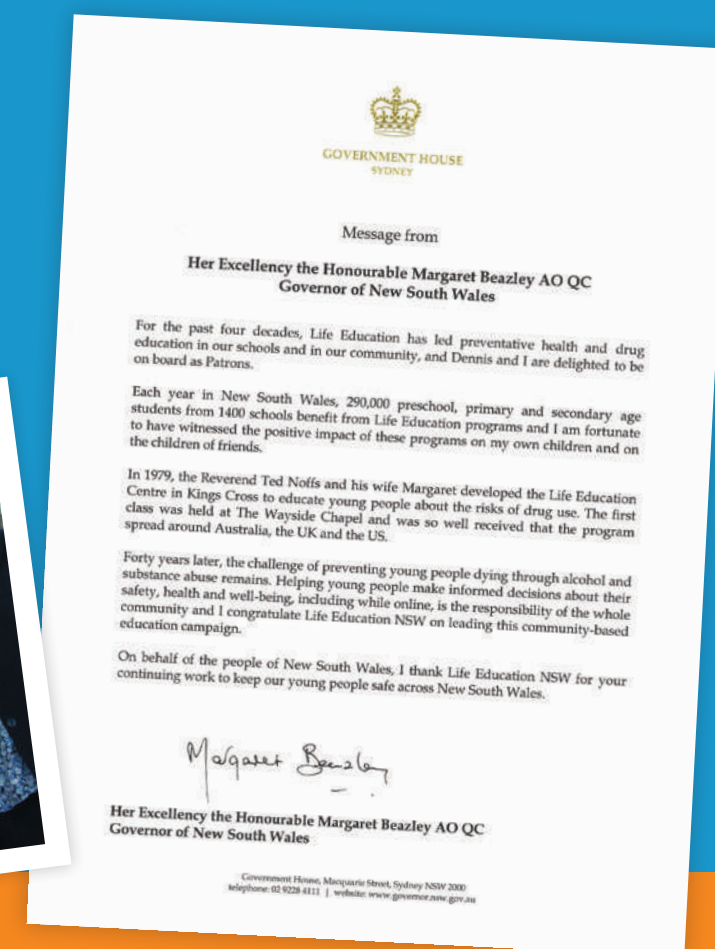 GOVERNMENT HOUSE
SYDNEY
Message from
Her Excellency the Honourable Margaret Beazley AO QC
Governor of New South Wales
For the past four decades, Life Education has led preventative health and drug
education in our schools and in our community, and Dennis and I are delighted to be
on board as Patrons.
Each year in New South Wales, 290,000 preschool, primary and secondary age
students from 1400 schools benefit from Life Education programs and I am fortunate
to have witnessed the positive impact of these programs on my own children and on
the children of friends.
In 1979, the Reverend Ted Noffs and his wife Margaret developed the Life Education
Centre in Kings Cross to educate young people about the risks of drug use. The first
class was held at The Wayside Chapel and was so well received that the program
spread around Australia, the UK and the US.
Forty years later, the challenge of preventing young people dying through alcohol and
substance abuse remains. Helping young people make informed decisions about their
safety, health and well-being, including while online, is the responsibility of the whole
community and I congratulate Life Education NSW on leading this community-based
education campaign.
On behalf of the people of New South Wales, I thank Life Education NSW for your
continuing work to keep our young people safe across New South Wales.
Margaret Beazley
Her Excellency the Honourable Margaret Beazley AO QC
Governor of New South Wales
Government House, Macquarie Street, Sydney NSW 2000
telephone: 02 9228 4111 | website: www.governor.nsw.gov.au